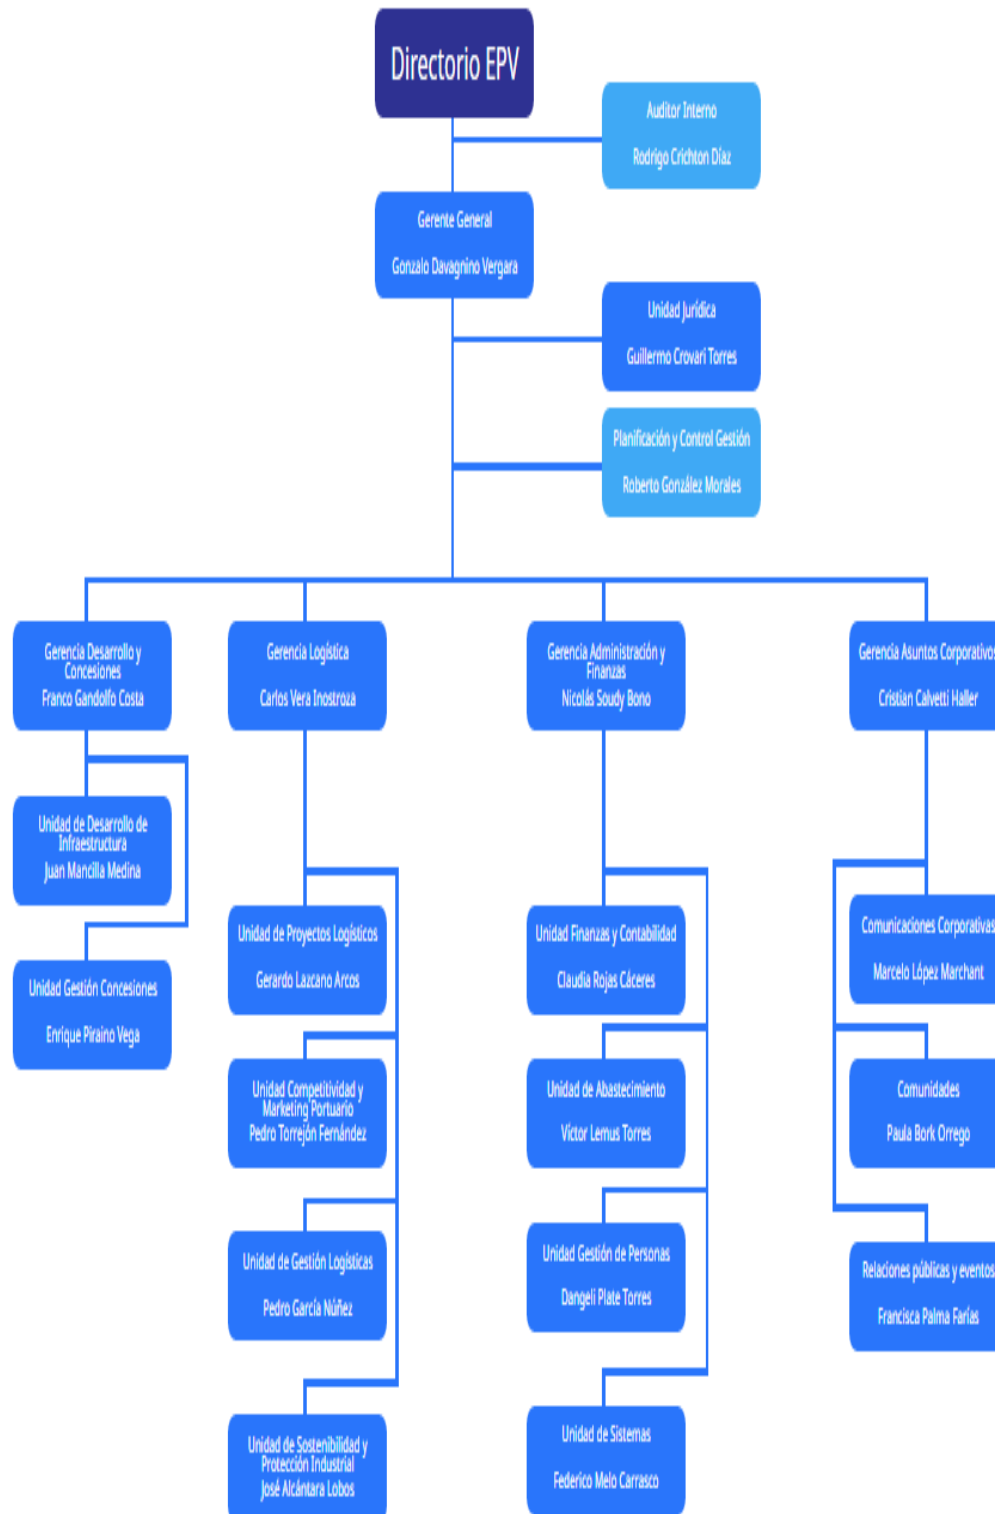 Directorio EPV
Auditor Interno
Rodrigo Crichton Díaz
Gerente General
Gonzalo Davagnino Vergara
Unidad Jurídica
Guillermo Crovari Torres
Planificación y Control Gestión
Roberto González Morales
Gerencia Desarrollo y
Concesiones
Franco Gandolfo Costa
Gerencia Logística
Carlos Vera Inostroza
Gerencia Administración y
Finanzas
Nicolás Soudy Bono
Gerencia Asuntos Corporativos
Cristian Calvetti Haller
Unidad de Desarrollo de
Infraestructura
Juan Mancilla Medina
Unidad Gestión Concesiones
Enrique Piraino Vega
Unidad de Proyectos Logísticos
Gerardo Lazcano Arcos
Unidad Competitividad y
Marketing Portuario
Pedro Torrejón Fernández
Unidad de Gestión Logísticas
Pedro García Núñez
Unidad de Sostenibilidad y
Protección Industrial
José Alcántara Lobos
Unidad Finanzas y Contabilidad
Claudia Rojas Cáceres
Unidad de Abastecimiento
Víctor Lemus Torres
Unidad Gestión de Personas
Dangeli Plate Torres
Unidad de Sistemas
Federico Melo Carrasco
Comunicaciones Corporativas
Marcelo López Marchant
Comunidades
Paula Bork Orrego
Relaciones públicas y eventos
Francisca Palma Farías